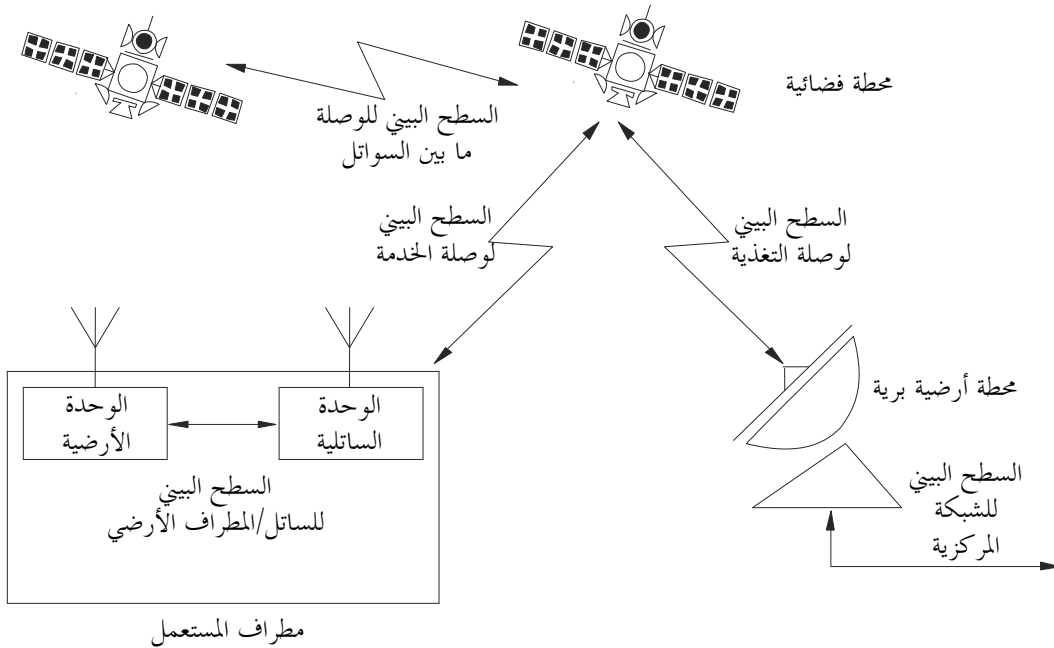 محطة فضائية
السطح البيني للوصلة
ما بين السواتل
السطح البيني
لوصلة التغذية
السطح البيني
لوصلة الخدمة
محطة أرضية برية
السطح البيني
للشبكة
المركزية
الوحدة
الساتلية
الوحدة
الأرضية
السطح البيني
للساتل/المطراف الأرضي
مطراف المستعمل